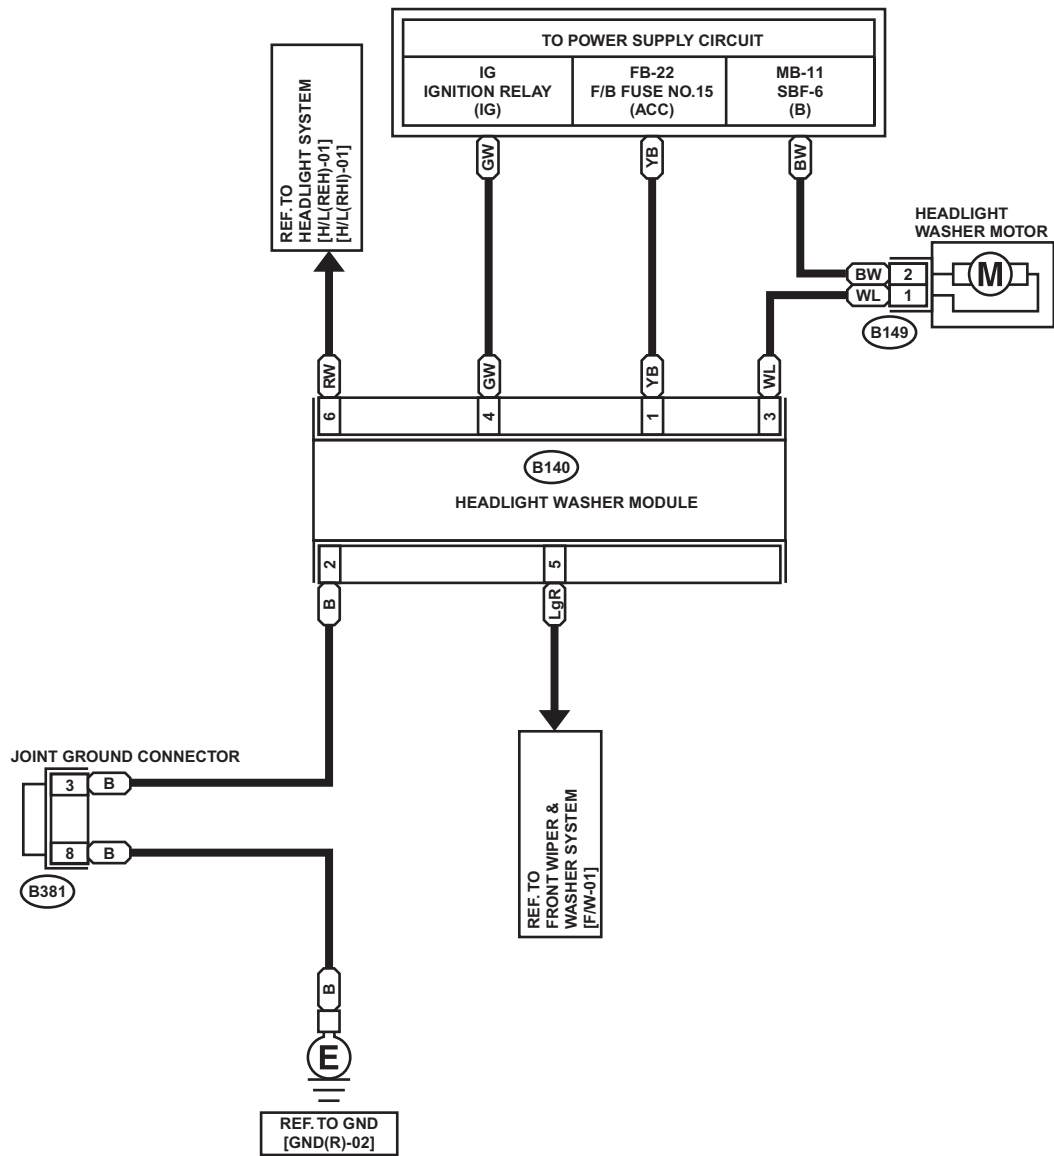 TO POWER SUPPLY CIRCUIT
IG
IGNITION RELAY
(IG)
FB-22
F/B FUSE NO.15
(ACC)
MB-11
SBF-6
(B)
REF. TO
HEADLIGHT SYSTEM
[H/L(REH)-01]
[H/L(RHI)-01]
GW
YB
BW
HEADLIGHT
WASHER MOTOR
BW
2
M
WL
1
B149
RW
GW
YB
WL
6
4
1
3
B140
HEADLIGHT WASHER MODULE
2
5
B
LgR
JOINT GROUND CONNECTOR
3
B
8
B
B381
REF. TO
FRONT WIPER &
WASHER SYSTEM
[F/W-01]
B
E
REF. TO GND
[GND(R)-02]